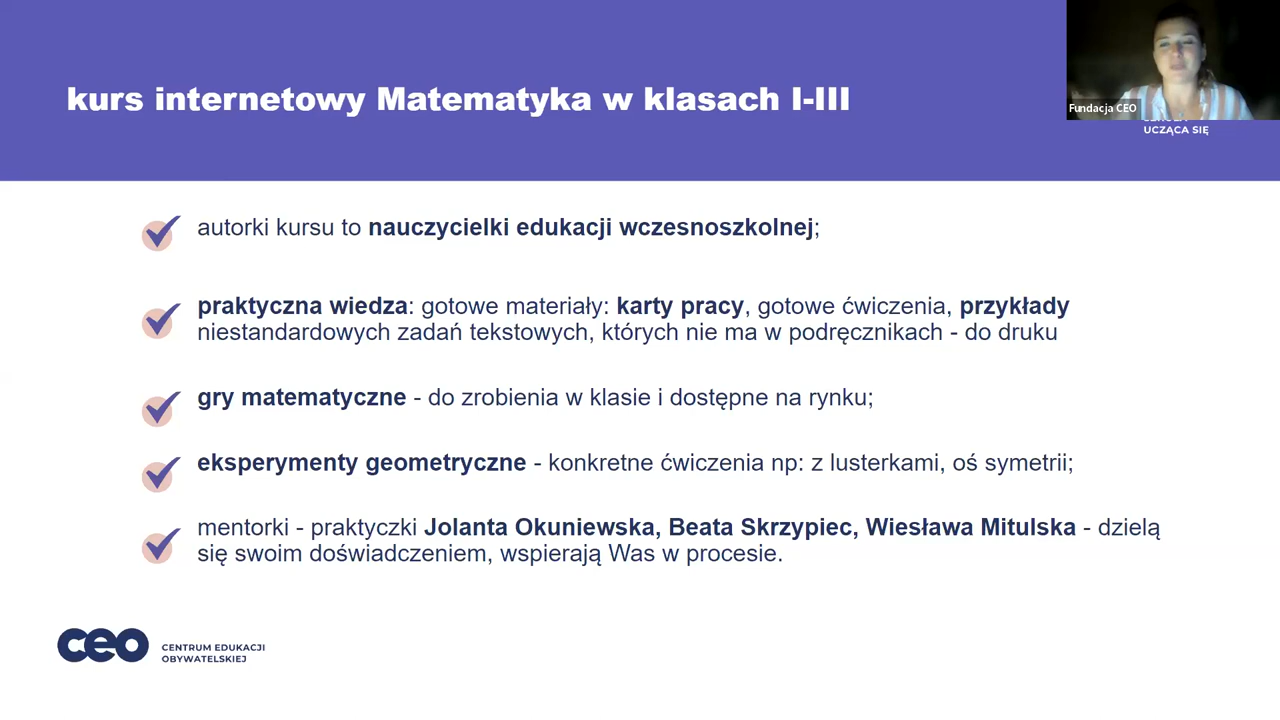 kurs internetowy Matematyka w klasach I-III
Fundacja CEO
UCZĄCA SIĘ
autorki kursu to nauczycielki edukacji wczesnoszkolnej;
praktyczna wiedza: gotowe materiały: karty pracy, gotowe ćwiczenia, przykłady
niestandardowych zadań tekstowych, których nie ma w podręcznikach - do druku
gry matematyczne - do zrobienia w klasie i dostępne na rynku;
eksperymenty geometryczne - konkretne ćwiczenia np: z lusterkami, oś symetrii;
mentorki - praktyczki Jolanta Okuniewska, Beata Skrzypiec, Wiesława Mitulska - dzielą
się swoim doświadczeniem, wspierają Was w procesie.
ceo
CENTRUM EDUKACJI
OBYWATELSKIEJ